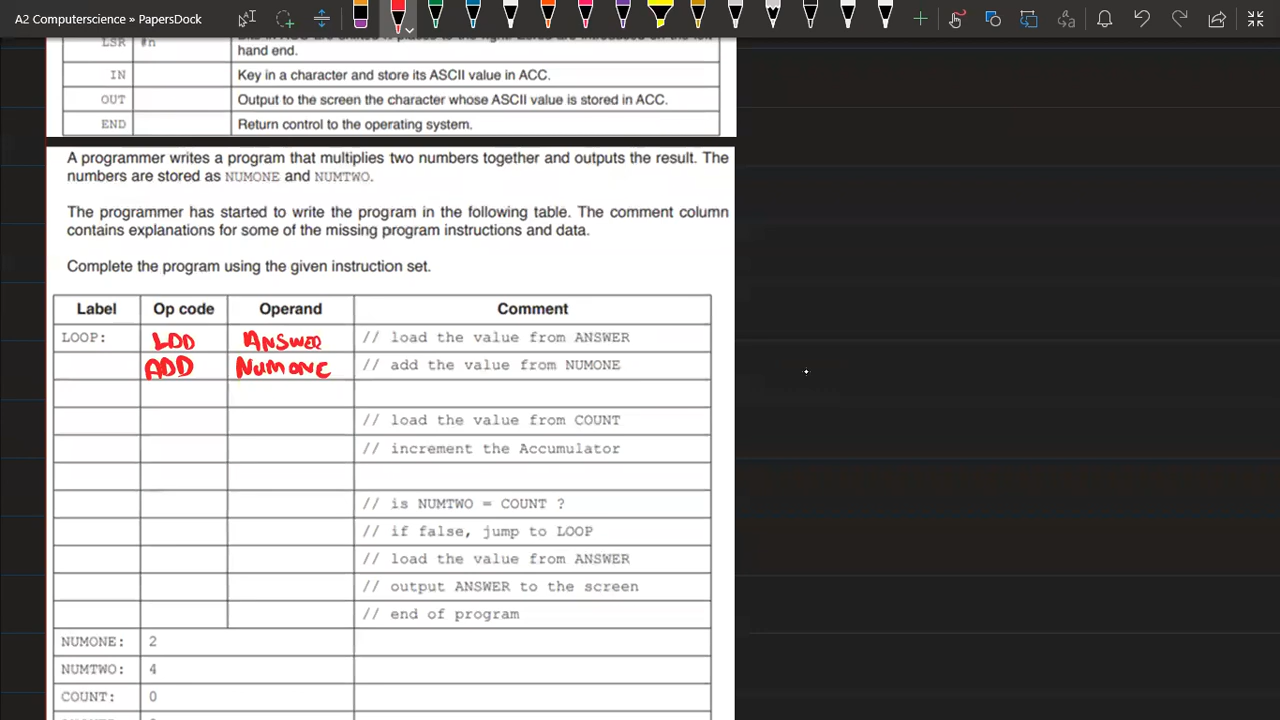 A2 Computerscience » PapersDock
LSR #n
hand end.
IN Key in a character and store its ASCII value in ACC.
OUT Output to the screen the character whose ASCII value is stored in ACC.
END Return control to the operating system.
A programmer writes a program that multiplies two numbers together and outputs the result. The
numbers are stored as NUMONE and NUMTWO.
The programmer has started to write the program in the following table. The comment column
contains explanations for some of the missing program instructions and data.
Complete the program using the given instruction set.
Label Op code Operand Comment
LOOP: LDD ANSWER // load the value from ANSWER
ADD NUMONE // add the value from NUMONE
// load the value from COUNT
// increment the Accumulator
// is NUMTWO = COUNT ?
// if false, jump to LOOP
// load the value from ANSWER
// output ANSWER to the screen
// end of program
NUMONE: 2
NUMTWO: 4
COUNT: 0